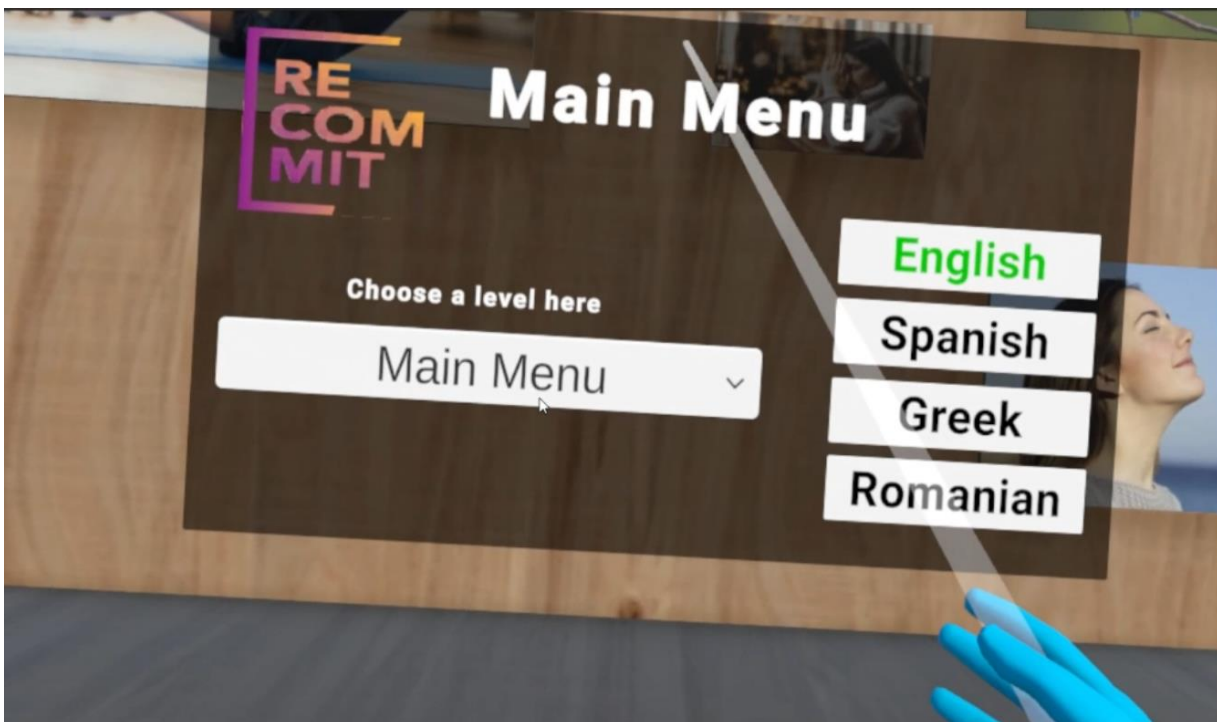 RE
COM
MIT
Main Menu
Choose a level here
Main Menu
English
Spanish
Greek
Romanian